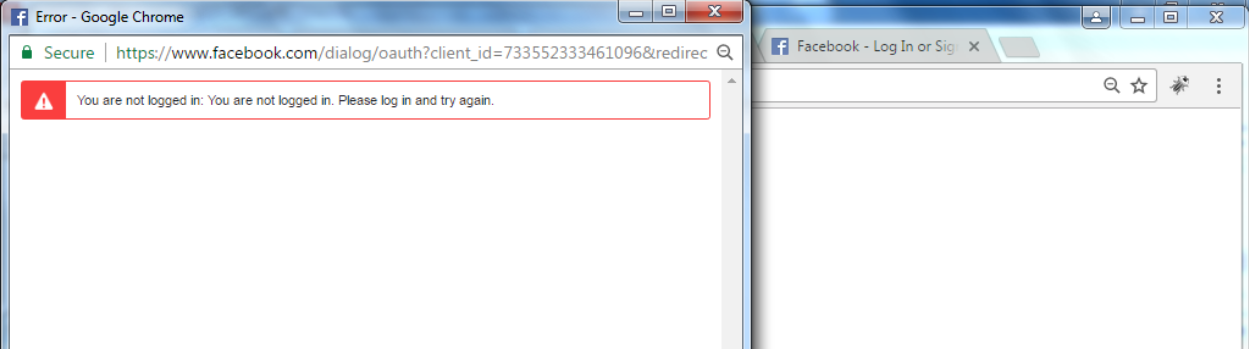 Error - Google Chrome
Secure | https://www.facebook.com/dialog/oauth?client_id=733552333461096&redirec
You are not logged in: You are not logged in. Please log in and try again.
Facebook - Log In or Sig